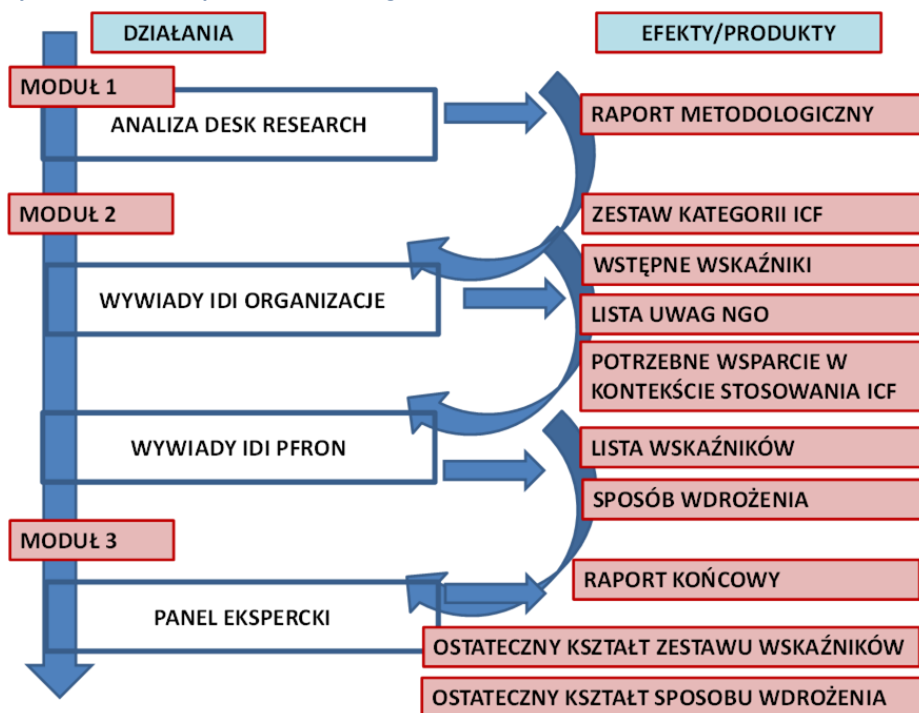 DZIAŁANIA
EFEKTY/PRODUKTY
MODUŁ 1
ANALIZA DESK RESEARCH
RAPORT METODOLOGICZNY
MODUŁ 2
ZESTAW KATEGORII ICF
WSTĘPNE WSKAŹNIKI
WYWIADY IDI ORGANIZACJE
LISTA UWAG NGO
POTRZEBNE WSPARCIE W
KONTEKŚCIE STOSOWANIA ICF
WYWIADY IDI PFRON
LISTA WSKAŹNIKÓW
SPOSÓB WDROŻENIA
MODUŁ 3
RAPORT KOŃCOWY
PANEL EKSPERCKI
OSTATECZNY KSZTAŁT ZESTAWU WSKAŹNIKÓW
OSTATECZNY KSZTAŁT SPOSOBU WDROŻENIA